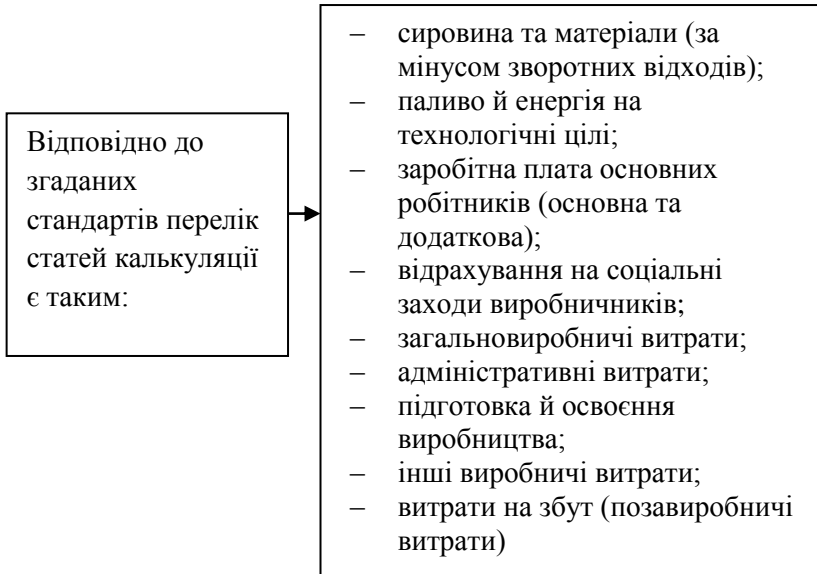 Відповідно до
згаданих
стандартів перелік
статей калькуляції
є таким:
– сировина та матеріали (за
мінусом зворотних відходів);
– паливо й енергія на
технологічні цілі;
– заробітна плата основних
робітників (основна та
додаткова);
– відрахування на соціальні
заходи виробничників;
– загальновиробничі витрати;
– адміністративні витрати;
– підготовка й освоєння
виробництва;
– інші виробничі витрати;
– витрати на збут (позавиробничі
витрати)